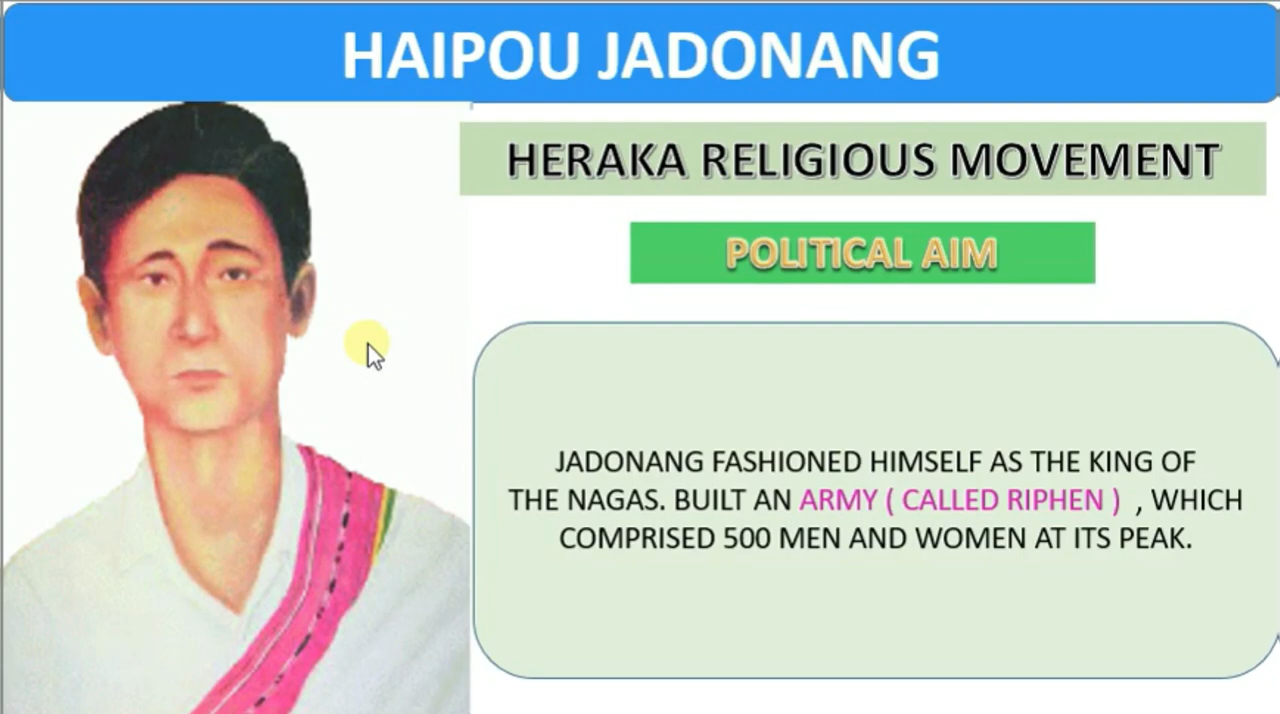 HAIPOU JADONANG
HERAKA RELIGIOUS MOVEMENT
POLITICAL AIM
JADONANG FASHIONED HIMSELF AS THE KING OF
THE NAGAS. BUILT AN ARMY ( CALLED RIPHEN ) , WHICH
COMPRISED 500 MEN AND WOMEN AT ITS PEAK.